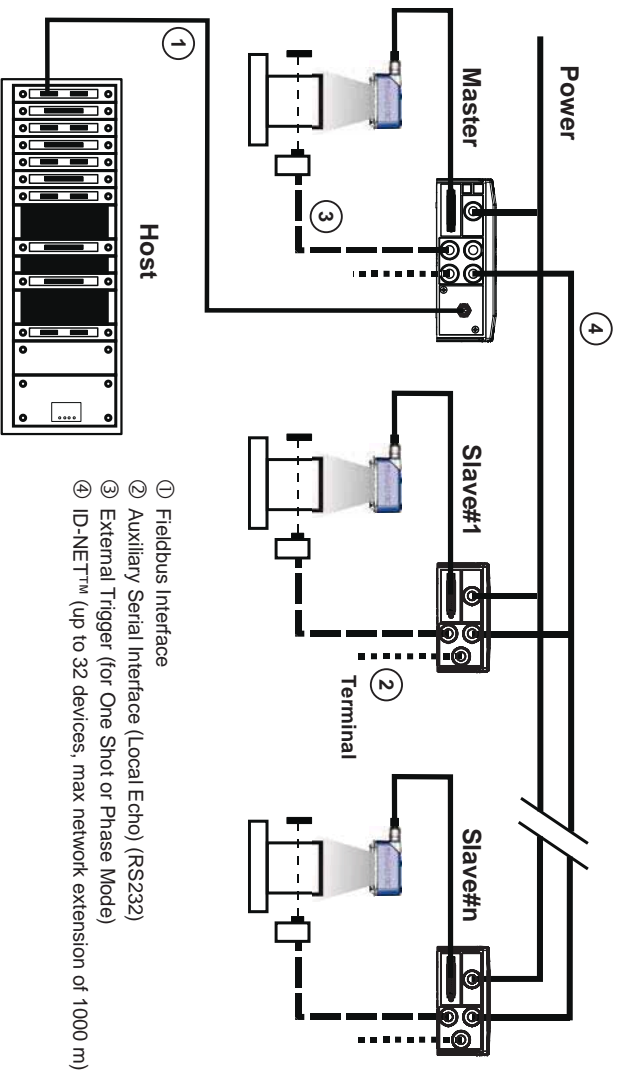 Power
Master
Slave#1
Slave#n
Host
Terminal
①
②
③
④
① Fieldbus Interface
② Auxiliary Serial Interface (Local Echo) (RS232)
③ External Trigger (for One Shot or Phase Mode)
④ ID-NET™ (up to 32 devices, max network extension of 1000 m)